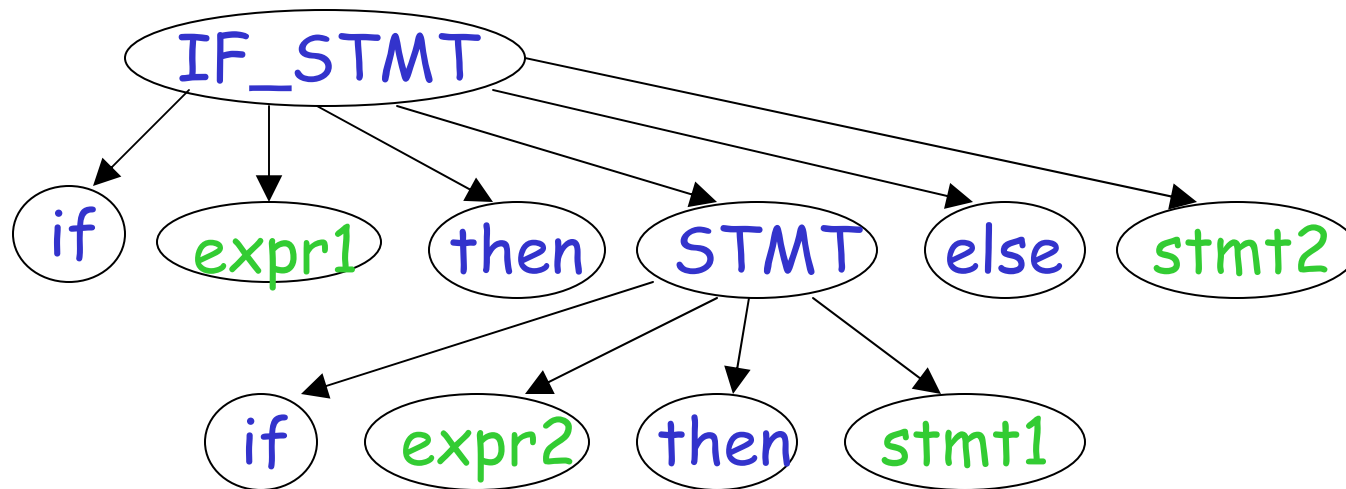 IF_STMT
if expr1 then STMT else stmt2
if expr2 then stmt1